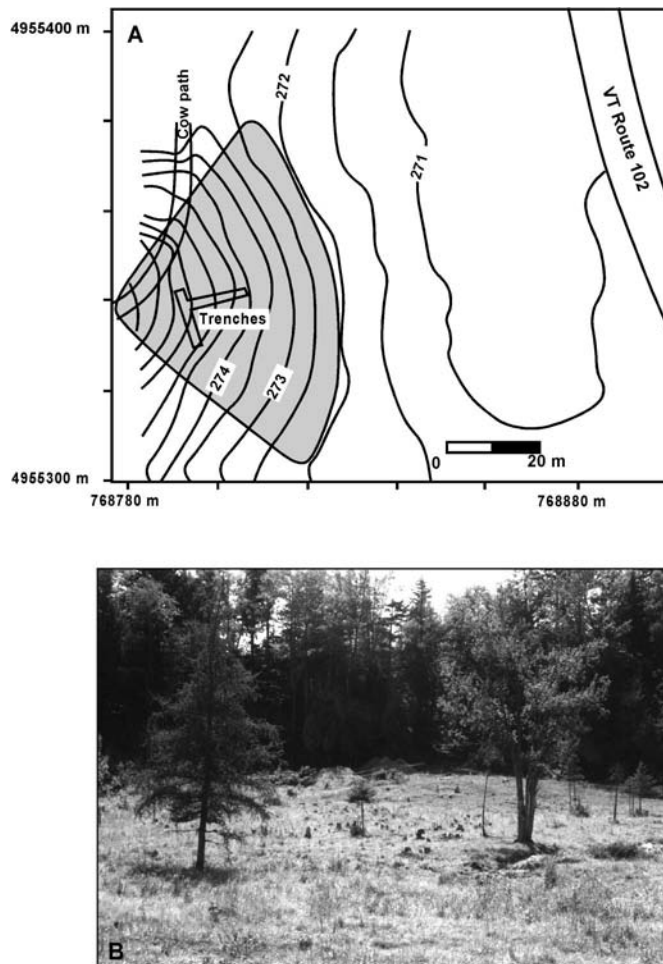 4955400 m
A
Cow path
272
271
VT Route 102
Trenches
274
273
0 20 m
4955300 m
768780 m 768880 m
B